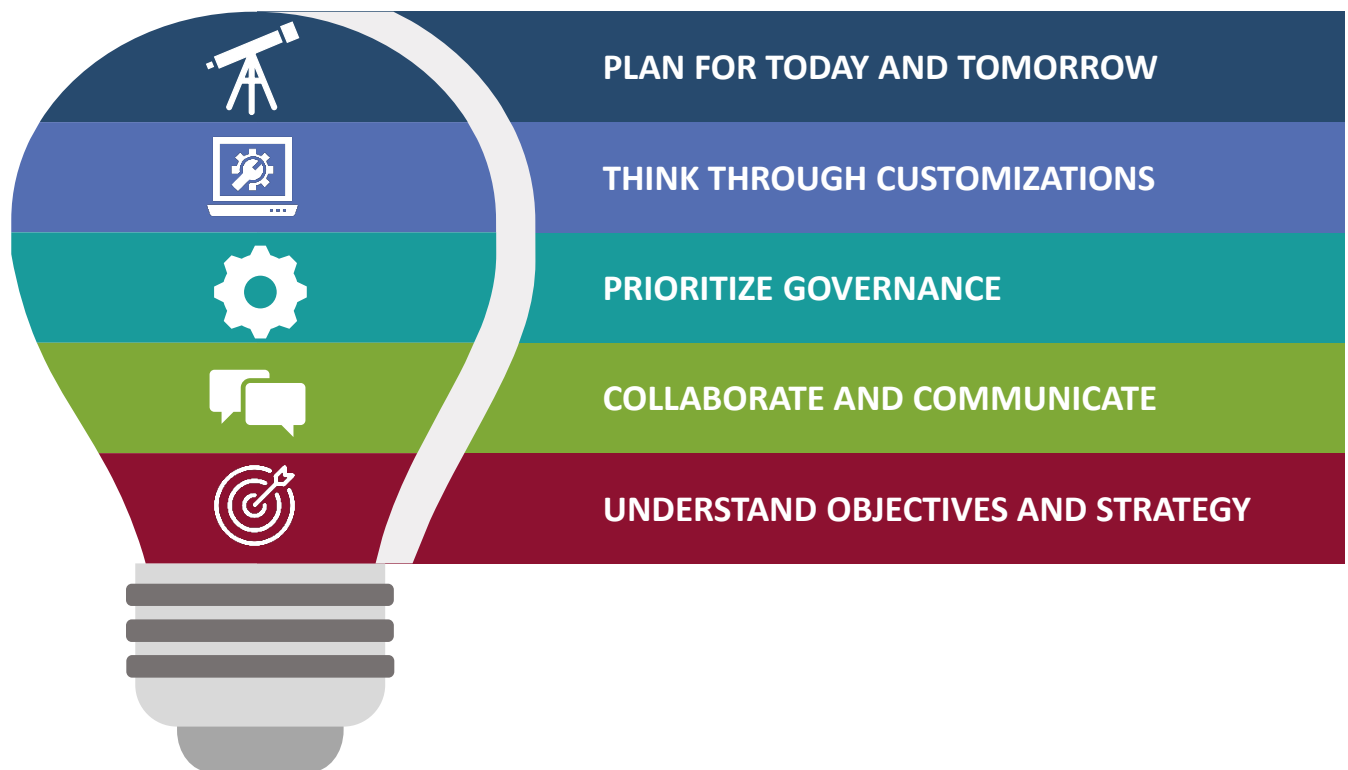 PLAN FOR TODAY AND TOMORROW
THINK THROUGH CUSTOMIZATIONS
PRIORITIZE GOVERNANCE
COLLABORATE AND COMMUNICATE
UNDERSTAND OBJECTIVES AND STRATEGY